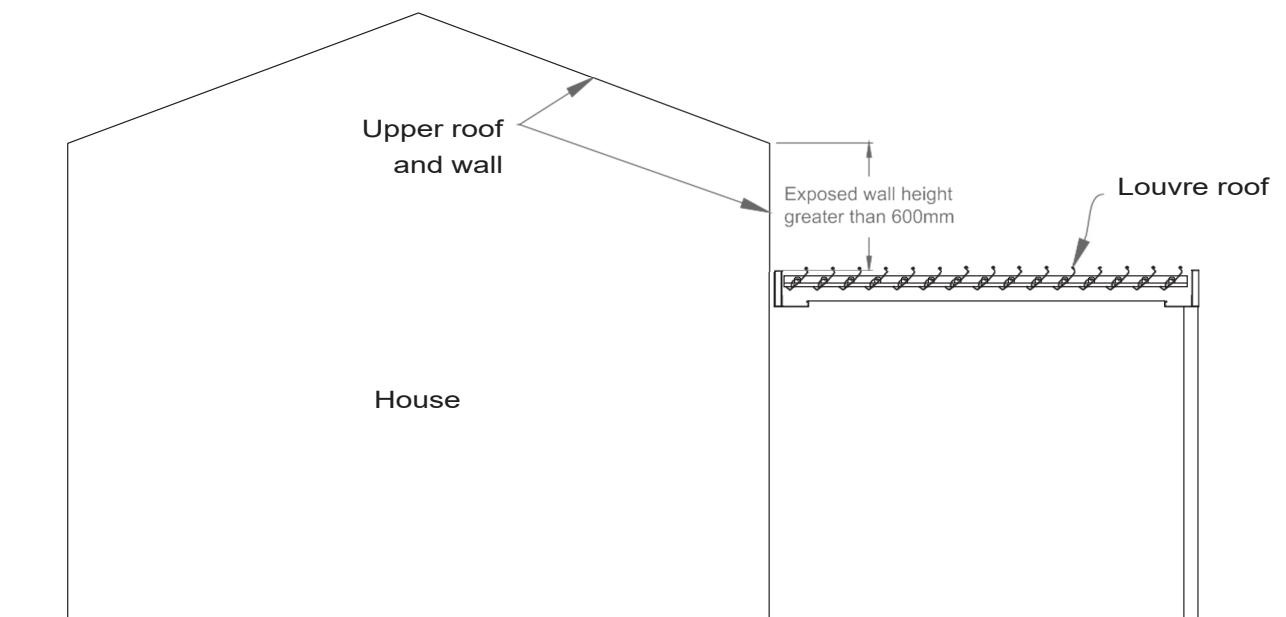 Upper roof
and wall
Exposed wall height
greater than 600mm
Louvre roof
House